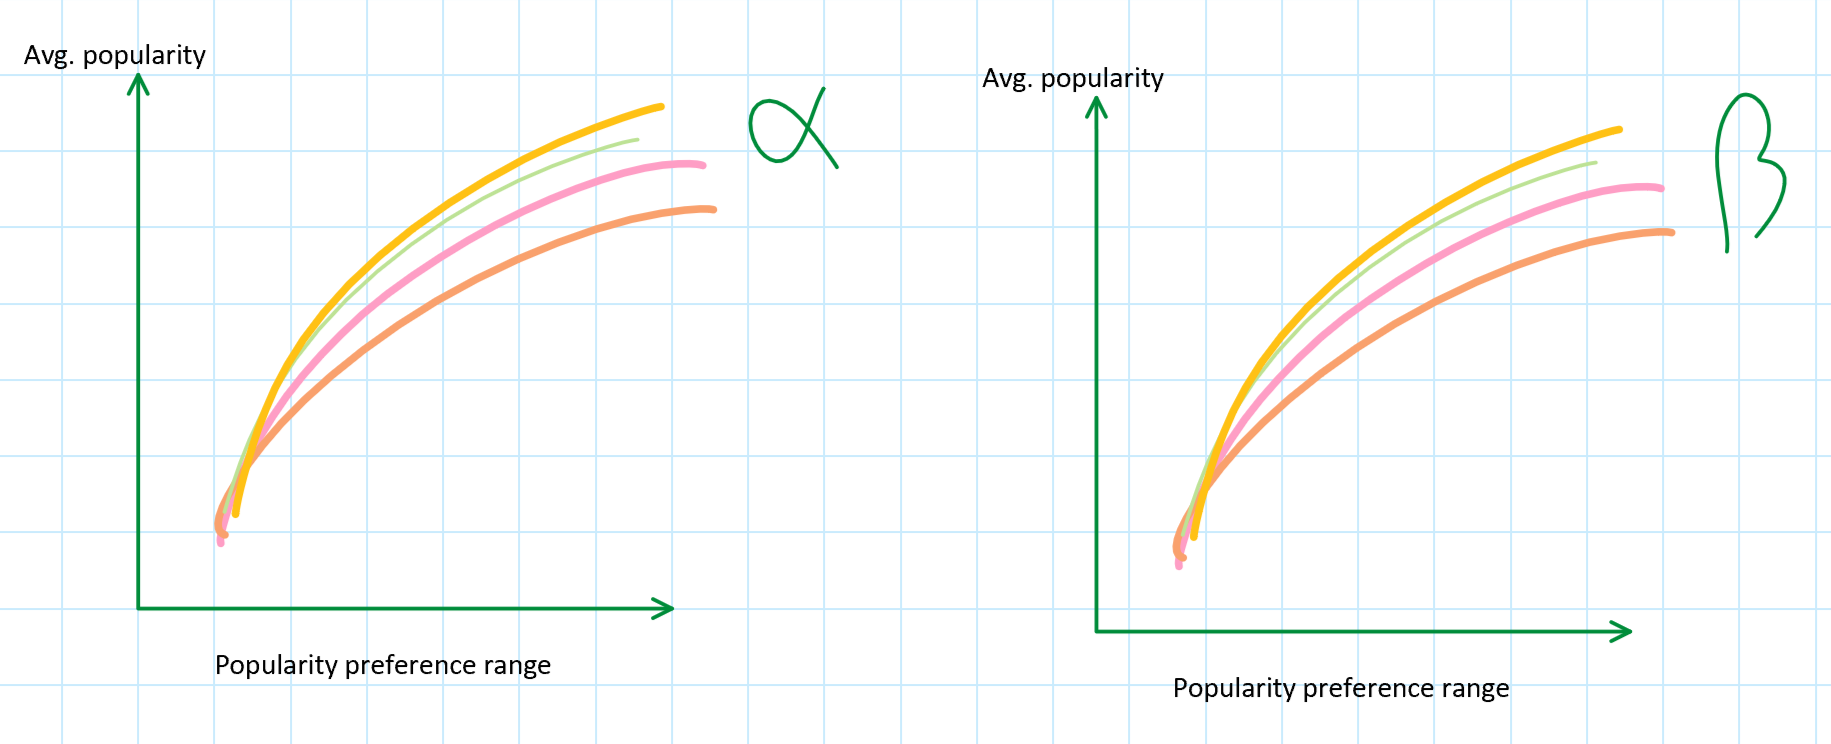 Avg. popularity
α
Popularity preference range
Avg. popularity
β
Popularity preference range